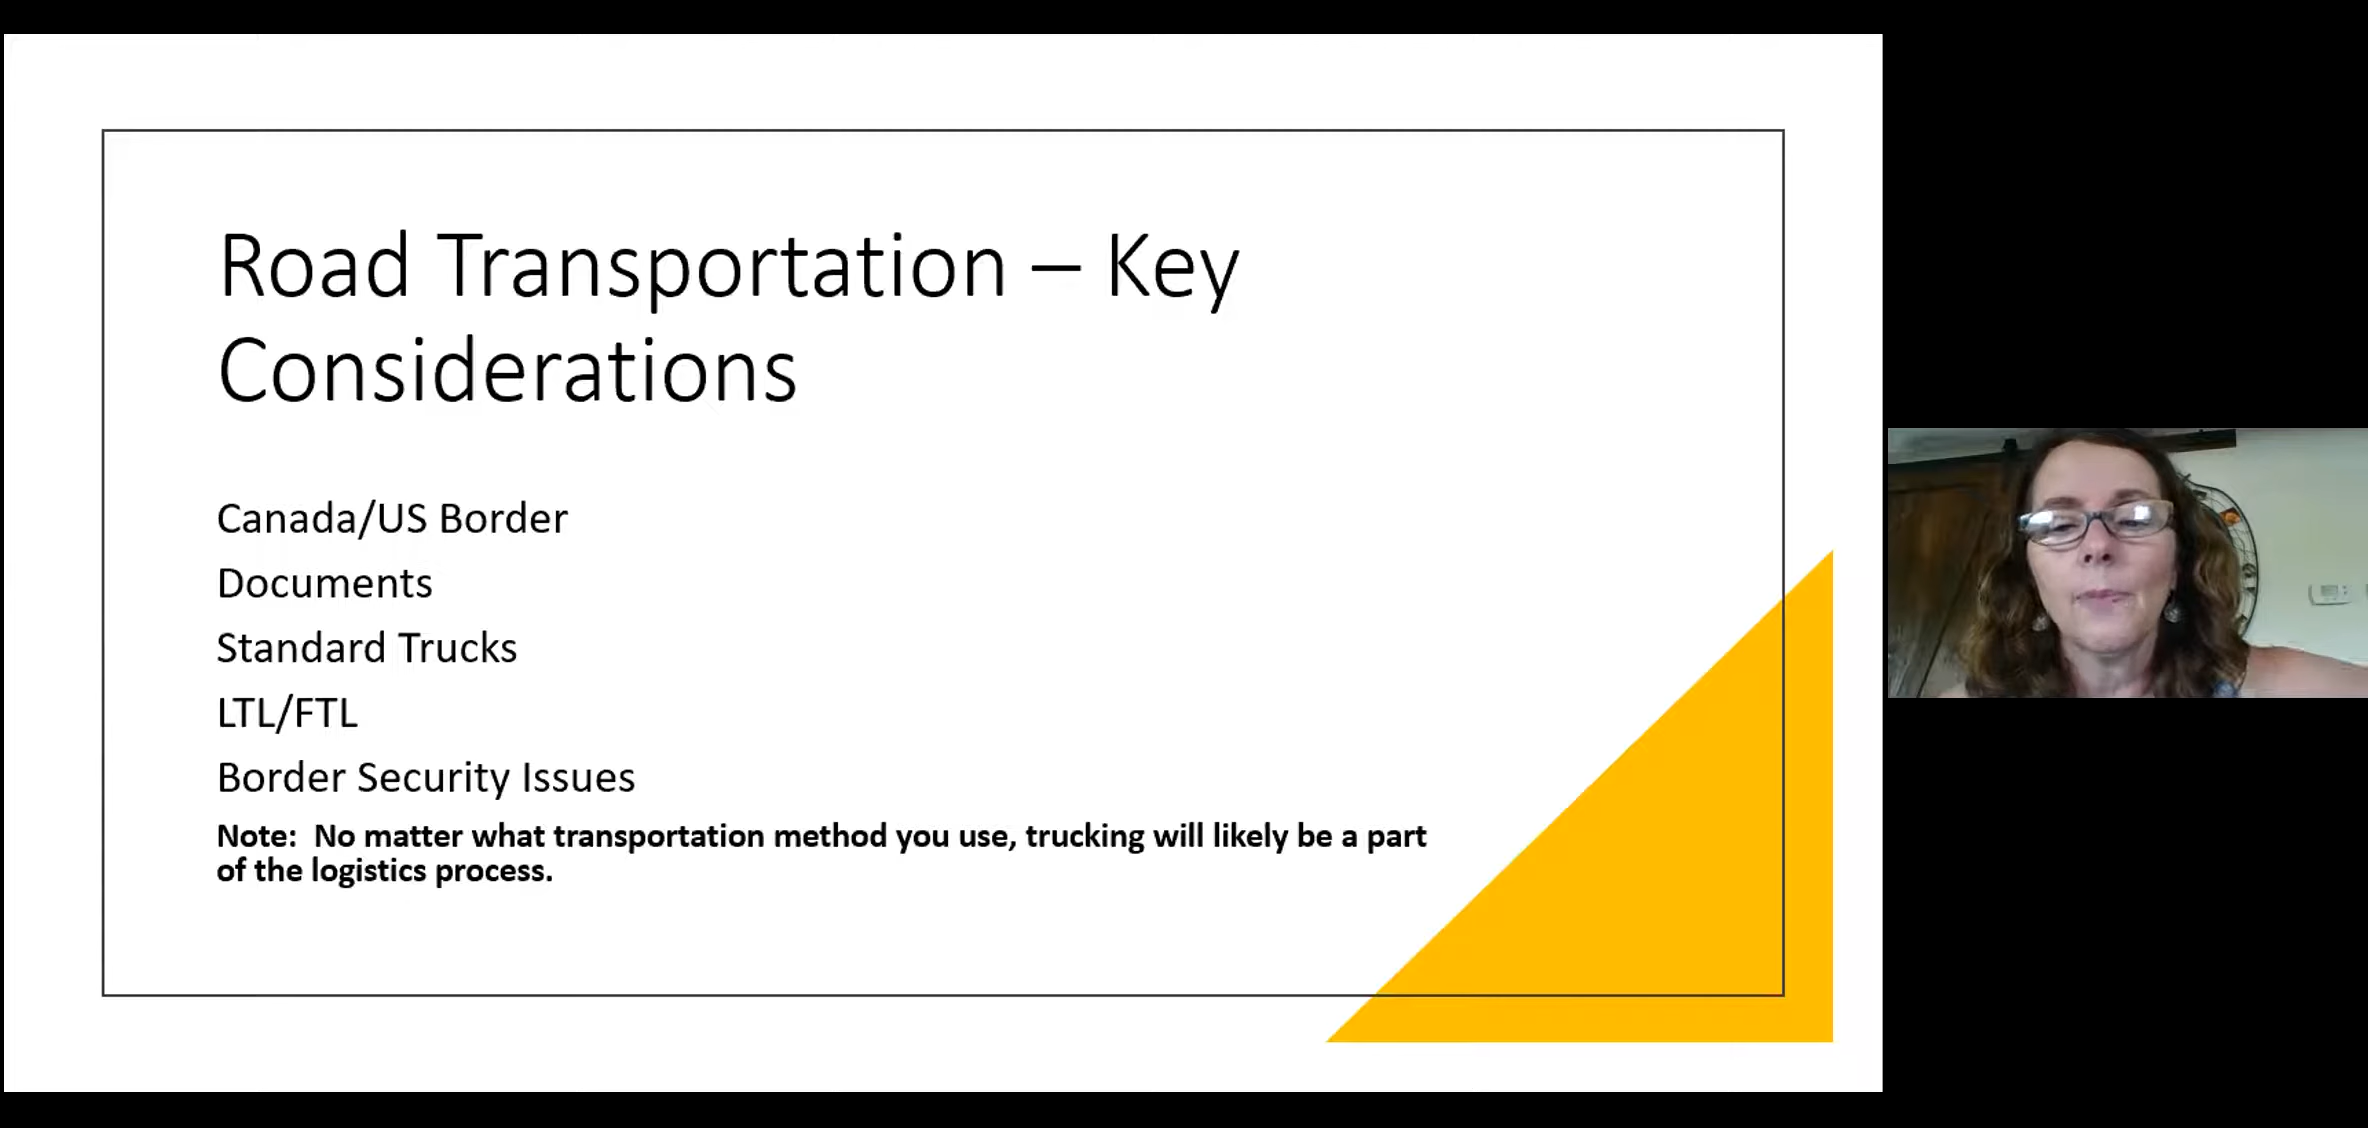 Road Transportation – Key
Considerations
Canada/US Border
Documents
Standard Trucks
LTL/FTL
Border Security Issues
Note:  No matter what transportation method you use, trucking will likely be a part
of the logistics process.